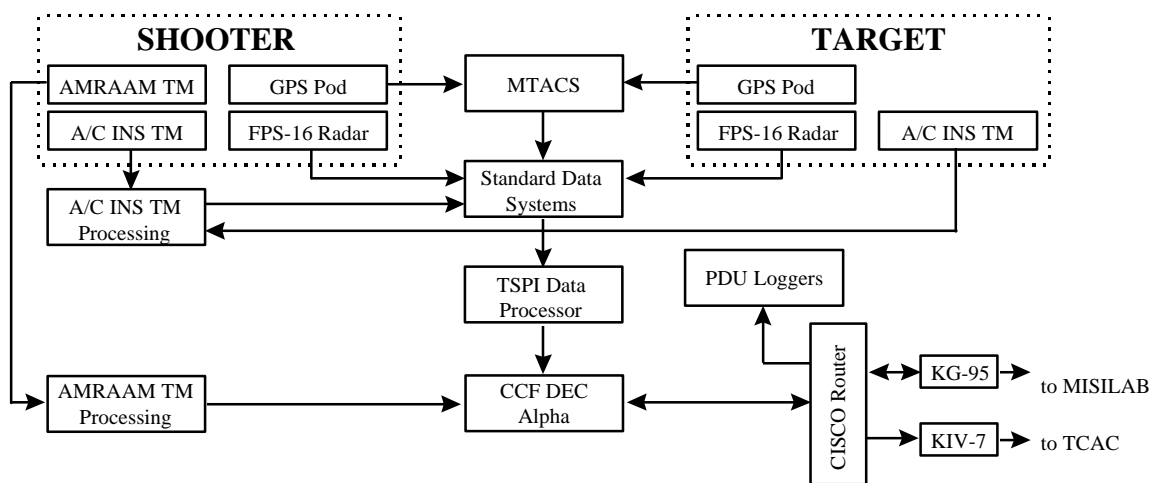 SHOOTER
TARGET
AMRAAM TM
GPS Pod
MTACS
GPS Pod
A/C INS TM
FPS-16 Radar
FPS-16 Radar
A/C INS TM
A/C INS TM
Processing
Standard Data
Systems
TSPI Data
Processor
PDU Loggers
AMRAAM TM
Processing
CCF DEC
Alpha
CISCO Router
KG-95
to MISILAB
KIV-7
to TCAC